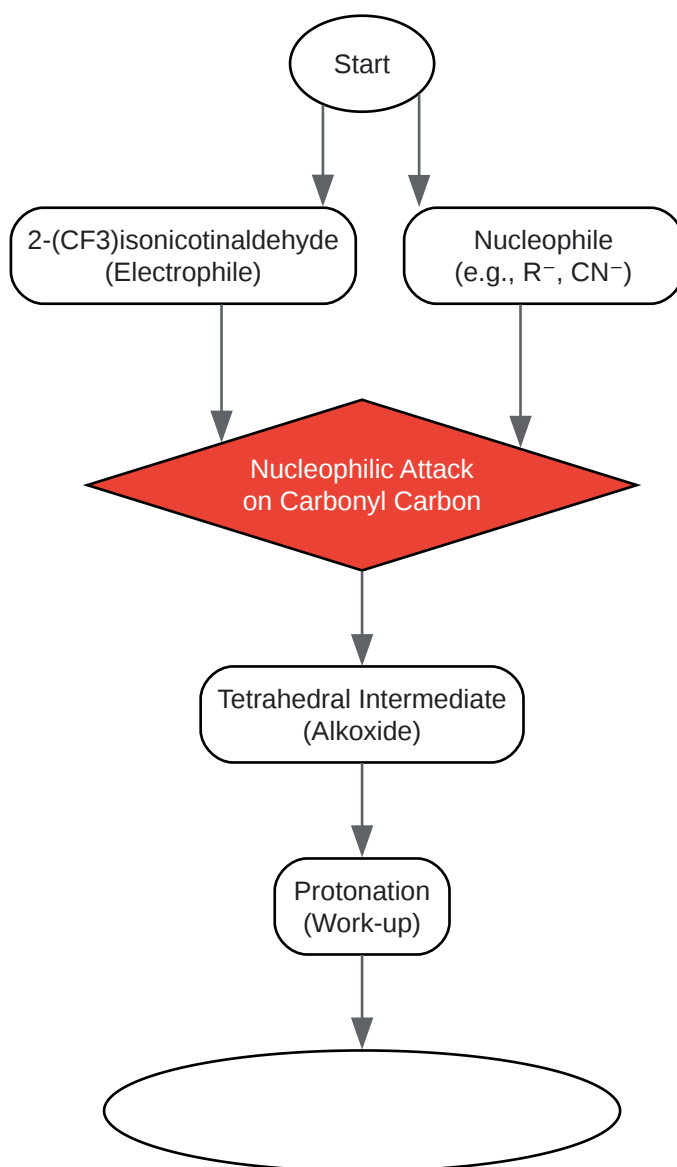 Start
2-(CF3)isonicotinaldehyde
(Electrophile)
Nucleophile
(e.g., R⁻, CN⁻)
Nucleophilic Attack
on Carbonyl Carbon
Tetrahedral Intermediate
(Alkoxide)
Protonation
(Work-up)